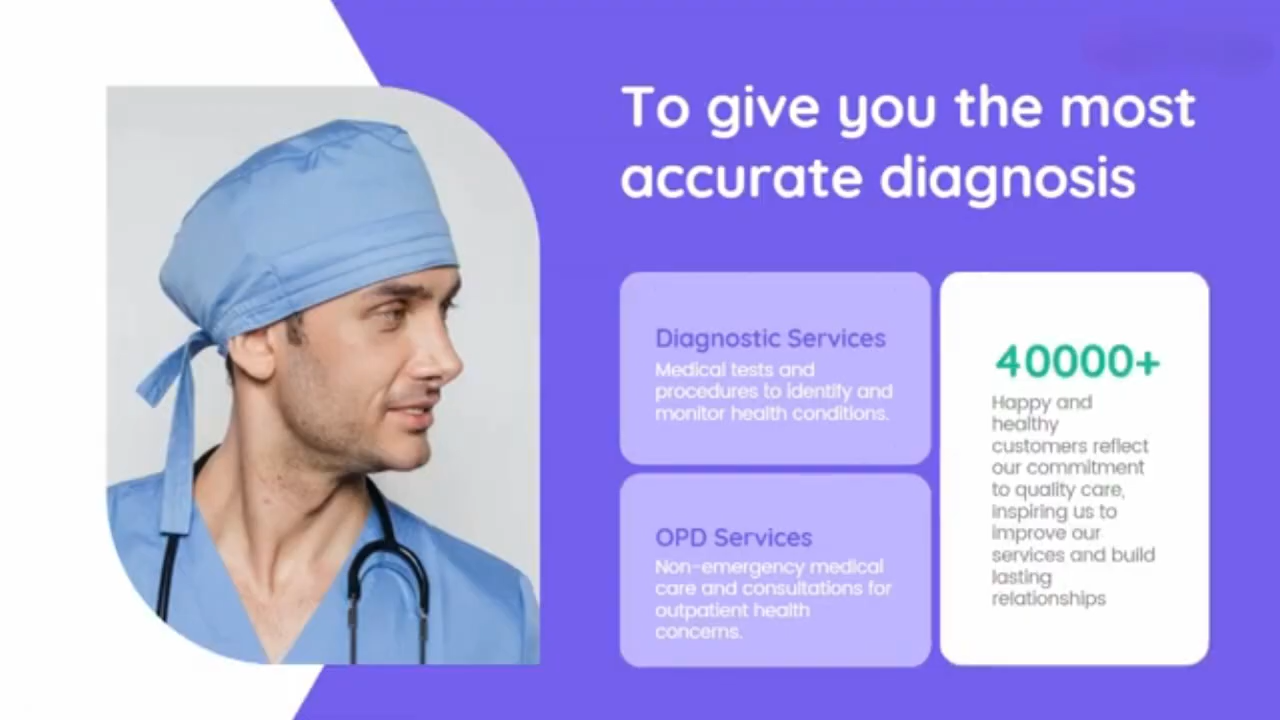 To give you the most
accurate diagnosis
Diagnostic Services
Medical tests and
procedures to identify and
monitor health conditions.
OPD Services
Non-emergency medical
care and consultations for
outpatient health
concerns.
40000+
Happy and
healthy
customers reflect
our commitment
to quality care,
inspiring us to
improve our
services and build
lasting
relationships